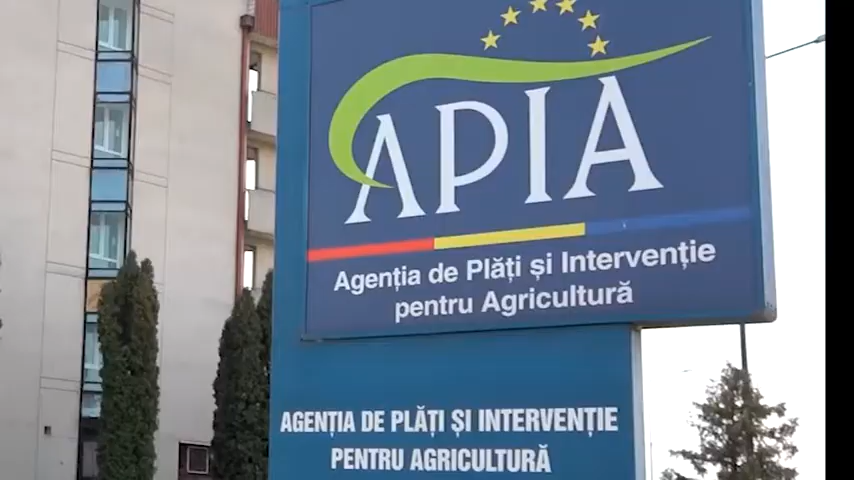 APIA
Agenția de Plăți și Intervenție
pentru Agricultură
AGENȚIA DE PLĂȚI ȘI INTERVENȚIE
PENTRU AGRICULTURĂ